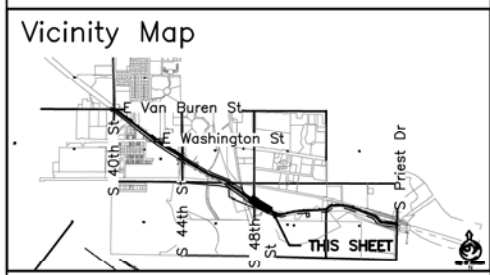 Vicinity Map
E Van Buren St
E Washington St
S 40th St
S 44th St
S 48th St
S Priest Dr
THIS SHEET
N